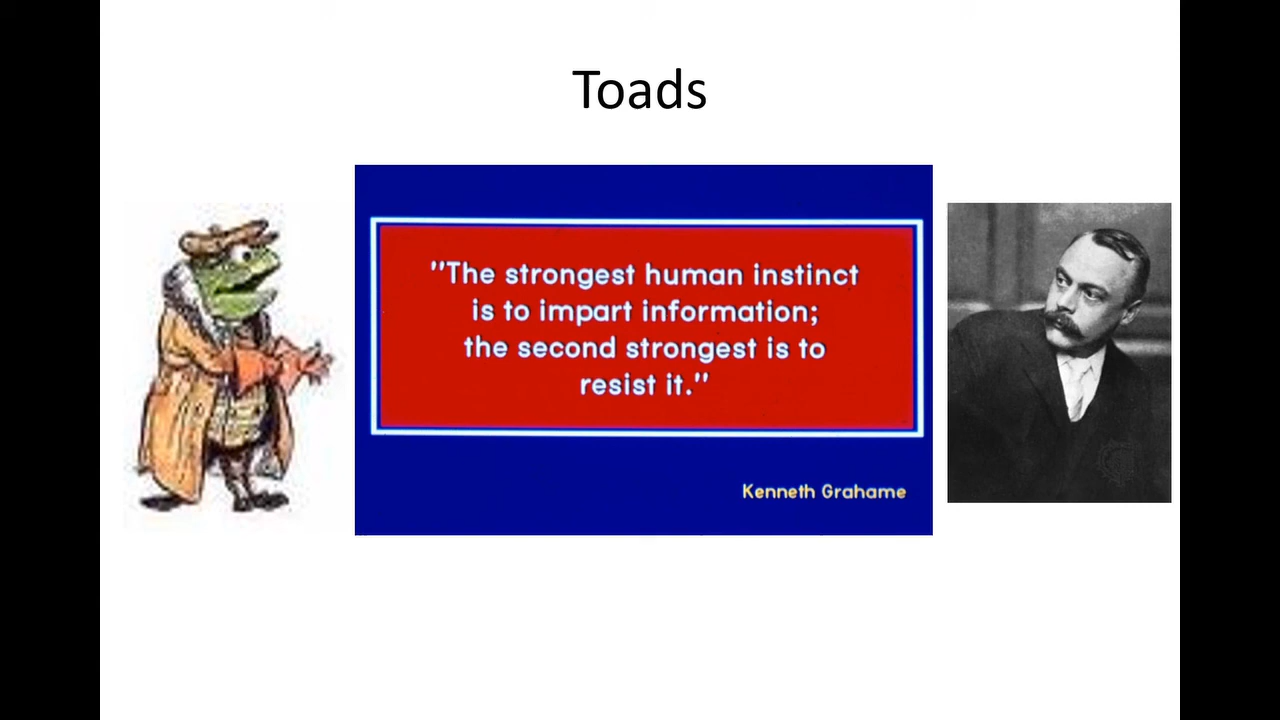 Toads
"The strongest human instinct
is to impart information;
the second strongest is to
resist it."
Kenneth Grahame